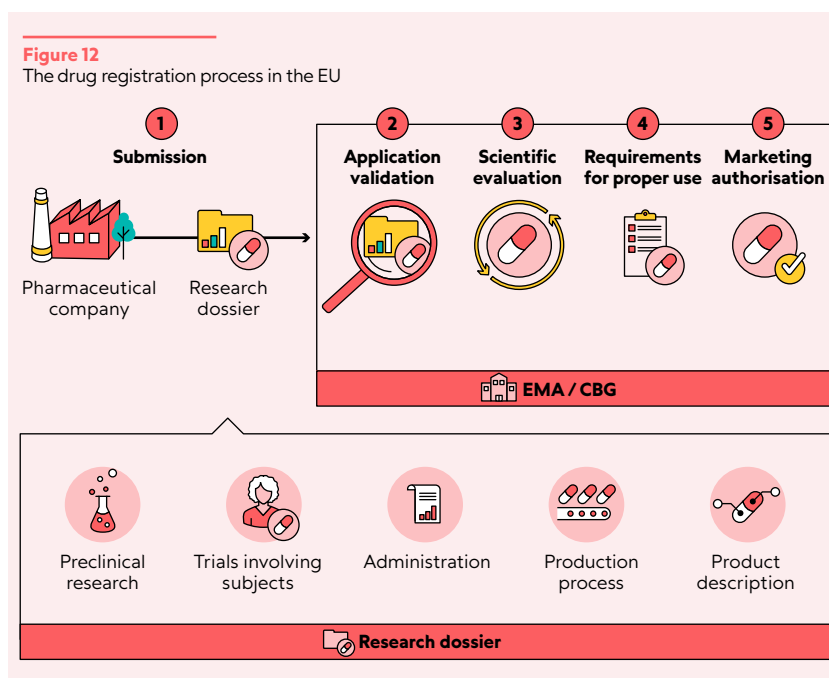 Figure 12
The drug registration process in the EU
1
Submission
Pharmaceutical
company
Research
dossier
2
Application
validation
3
Scientific
evaluation
4
Requirements
for proper use
5
Marketing
authorisation
EMA / CBG
Preclinical
research
Trials involving
subjects
Administration
Production
process
Product
description
Research dossier